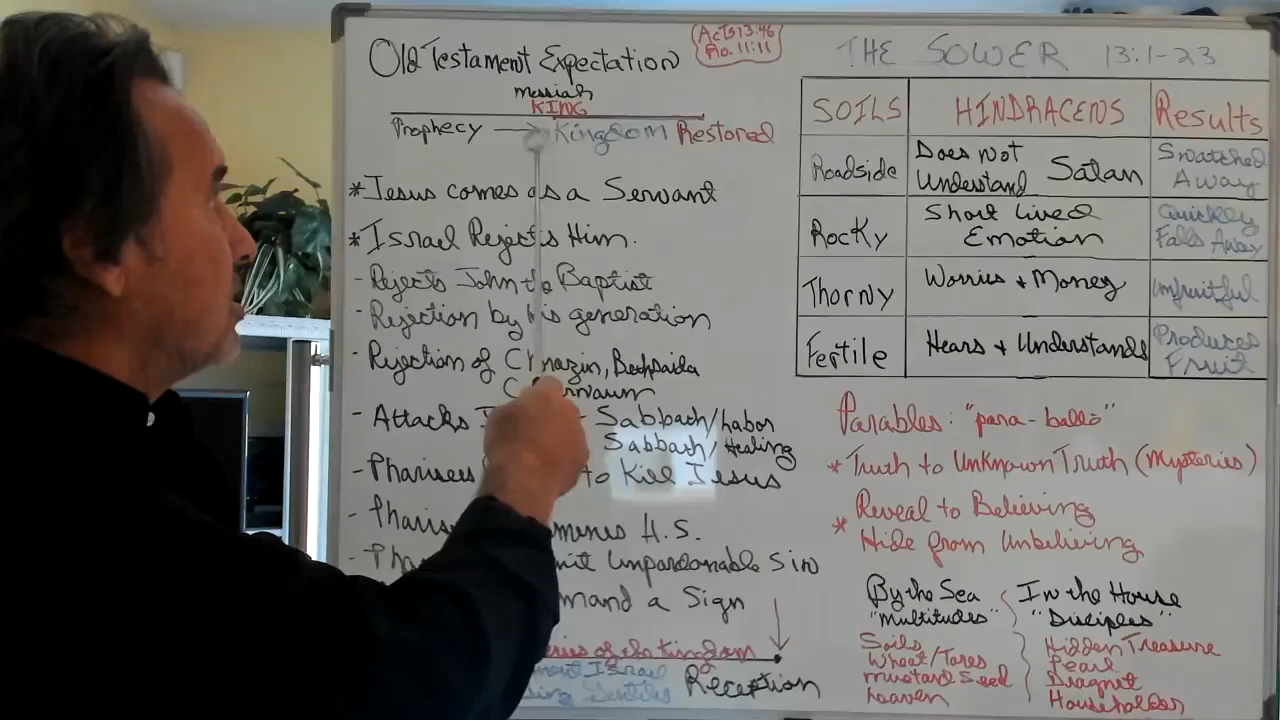 Old Testament Expectation
Acts 13:46
Ro. 11:11
Messiah
KING
Prophecy → Kingdom Restored
*Jesus comes as a Servant
*Israel Rejects Him.
- Rejects John the Baptist
- Rejection by his generation
- Rejection of Chorazin, Bethsaida
- Attacks Sabbath/Labor
Sabbath/Healing
- Pharisees to Kill Jesus
H.S.
Unpardonable Sin
a Sign
Kingdom
Israel
Gentiles Reception
THE SOWER 13:1-23
SOILS HINDRACENS Results
Roadside Does Not Understand Satan Snatched Away
Rocky Short Lived Emotion Quickly Falls Away
Thorny Worries + Money Unfruitful
Fertile Hears + Understands Produces Fruit
Parables: "para-ballō"
* Truth to Unknown Truth (Mysteries)
* Reveal to Believing
Hide from Unbelieving
By the Sea
"Multitudes"
Soils
Wheat/Tares
Mustard Seed
Leaven
In the House
"Disciples"
Hidden Treasure
Pearl
Dragnet
Householder